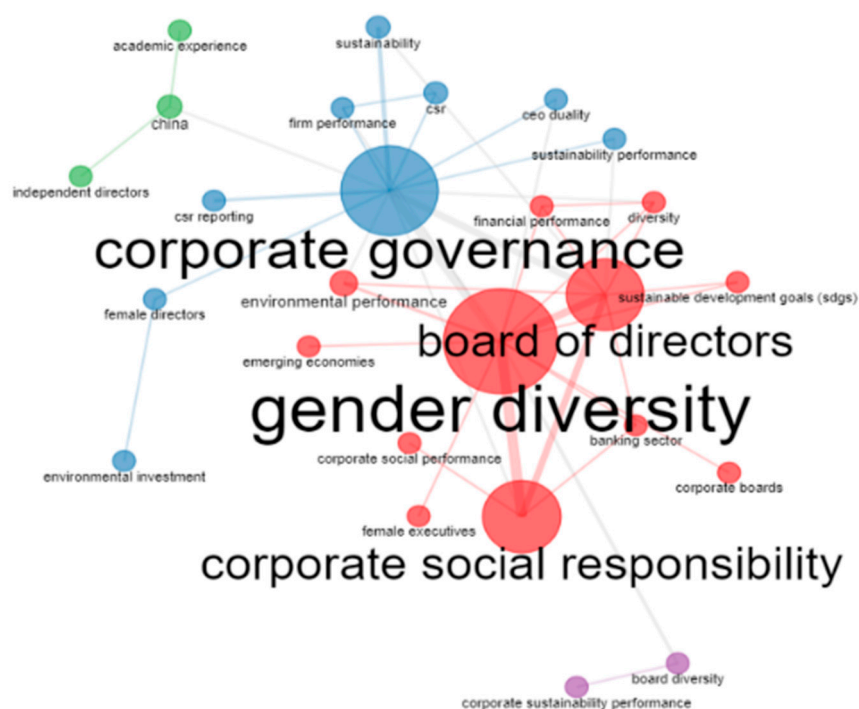 academic experience
sustainability
china
csr
firm performance
ceo duality
sustainability performance
independent directors
csr reporting
financial performance
diversity
corporate governance
environmental performance
sustainable development goals (sdgs)
female directors
board of directors
emerging economies
gender diversity
banking sector
corporate social performance
environmental investment
corporate boards
female executives
corporate social responsibility
board diversity
corporate sustainability performance